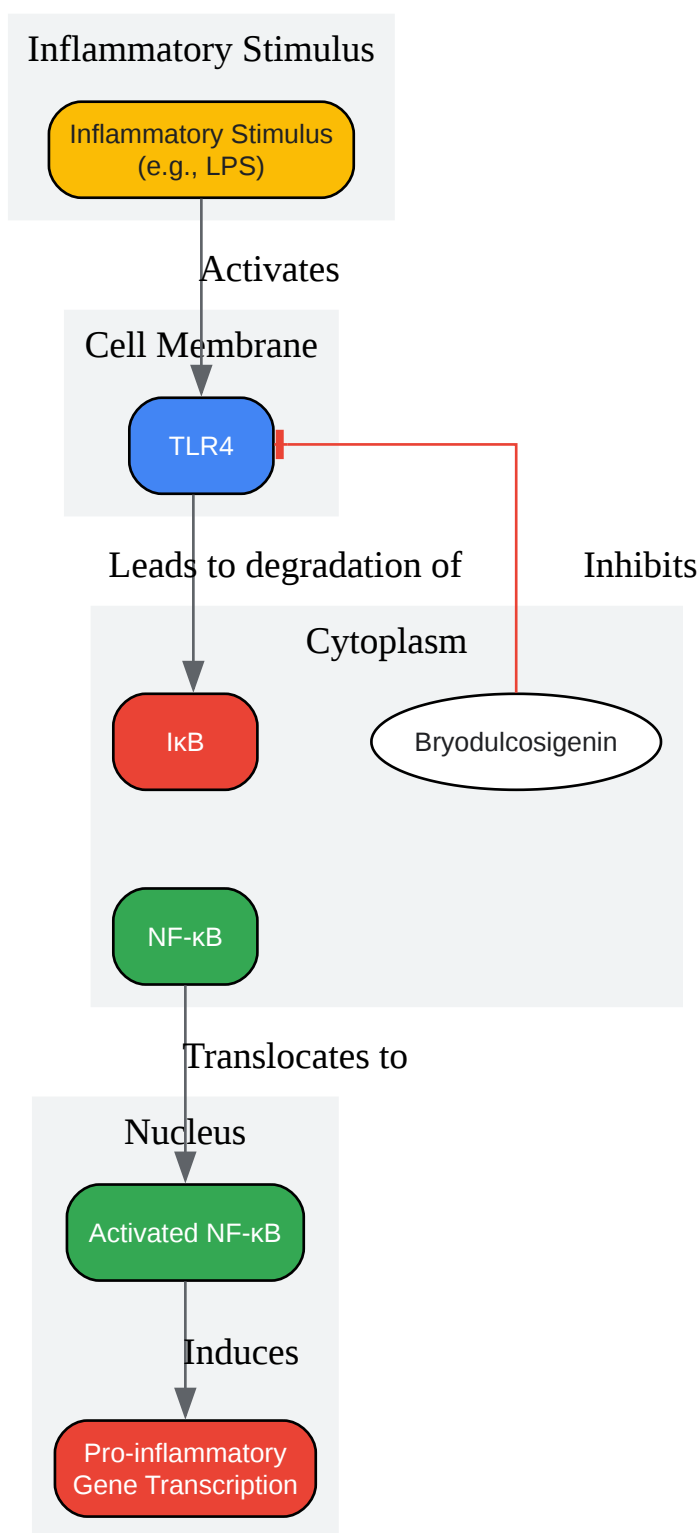 Inflammatory Stimulus
Inflammatory Stimulus
(e.g., LPS)
Activates
Cell Membrane
TLR4
Leads to degradation of
Inhibits
Cytoplasm
IκB
Bryodulcosigenin
NF-κB
Translocates to
Nucleus
Activated NF-κB
Induces
Pro-inflammatory
Gene Transcription